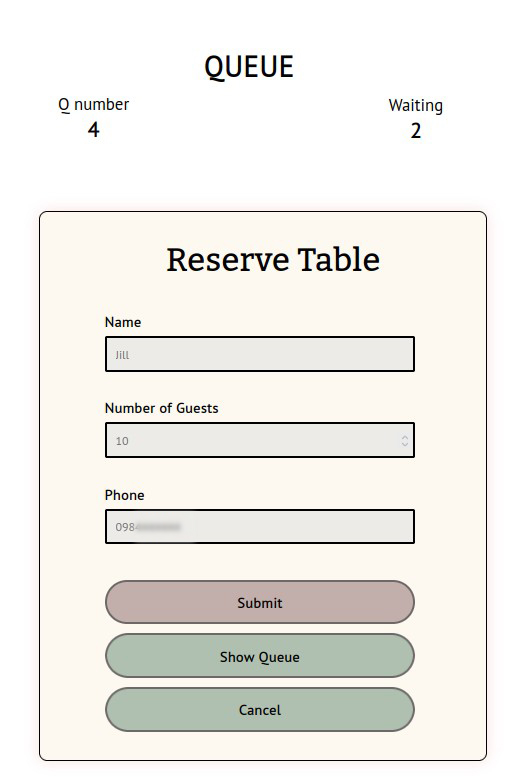 QUEUE
Q number
Waiting
4
2
Reserve Table
Name
Jill
Number of Guests
10
Phone
098
Submit
Show Queue
Cancel